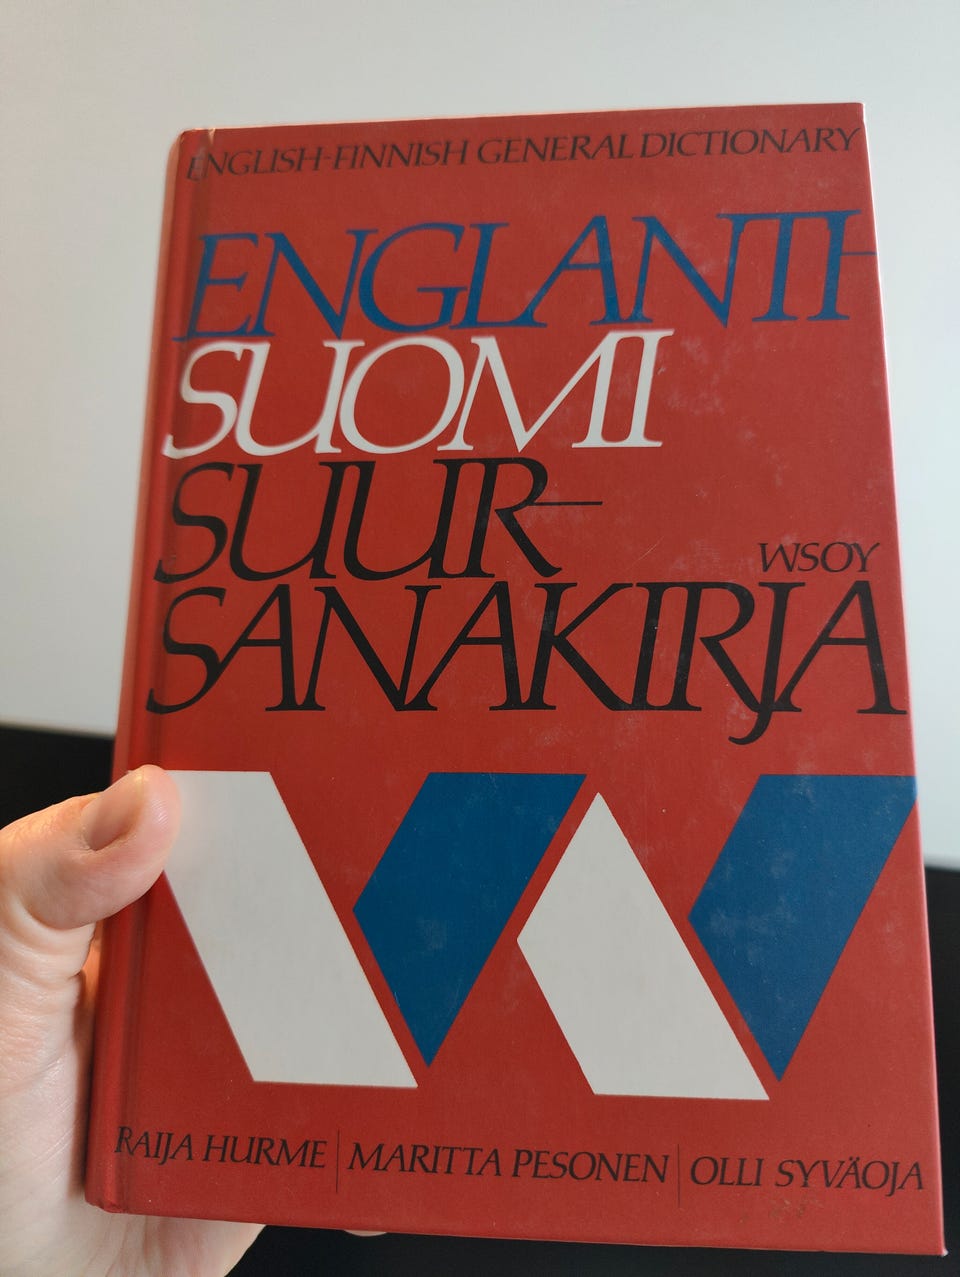 ENGLISH-FINNISH GENERAL DICTIONARY
ENGLANTI-
SUOMI
SUUR-
WSOY
SANAKIRJA
RAIJA HURME | MARITTA PESONEN | OLLI SYVÄOJA